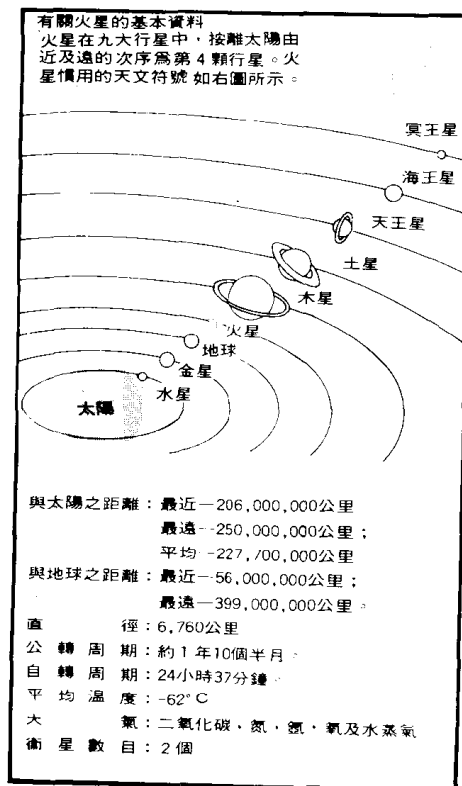 有關火星的基本資料
火星在九大行星中，按離太陽由
近及遠的次序為第4顆行星。火
星慣用的天文符號如右圖所示。
冥王星
海王星
天王星
土星
木星
火星
地球
金星
水星
太陽
與太陽之距離：最近—206,000,000公里
最遠—250,000,000公里；
平均—227,700,000公里
與地球之距離：最近—56,000,000公里；
最遠—399,000,000公里。
直徑：6,760公里
公轉周期：約1年10個半月。
自轉周期：24小時37分鐘。
平均溫度：-62°C
大氣：二氧化碳，氮，氬，氧及水蒸氣
衛星數目：2個